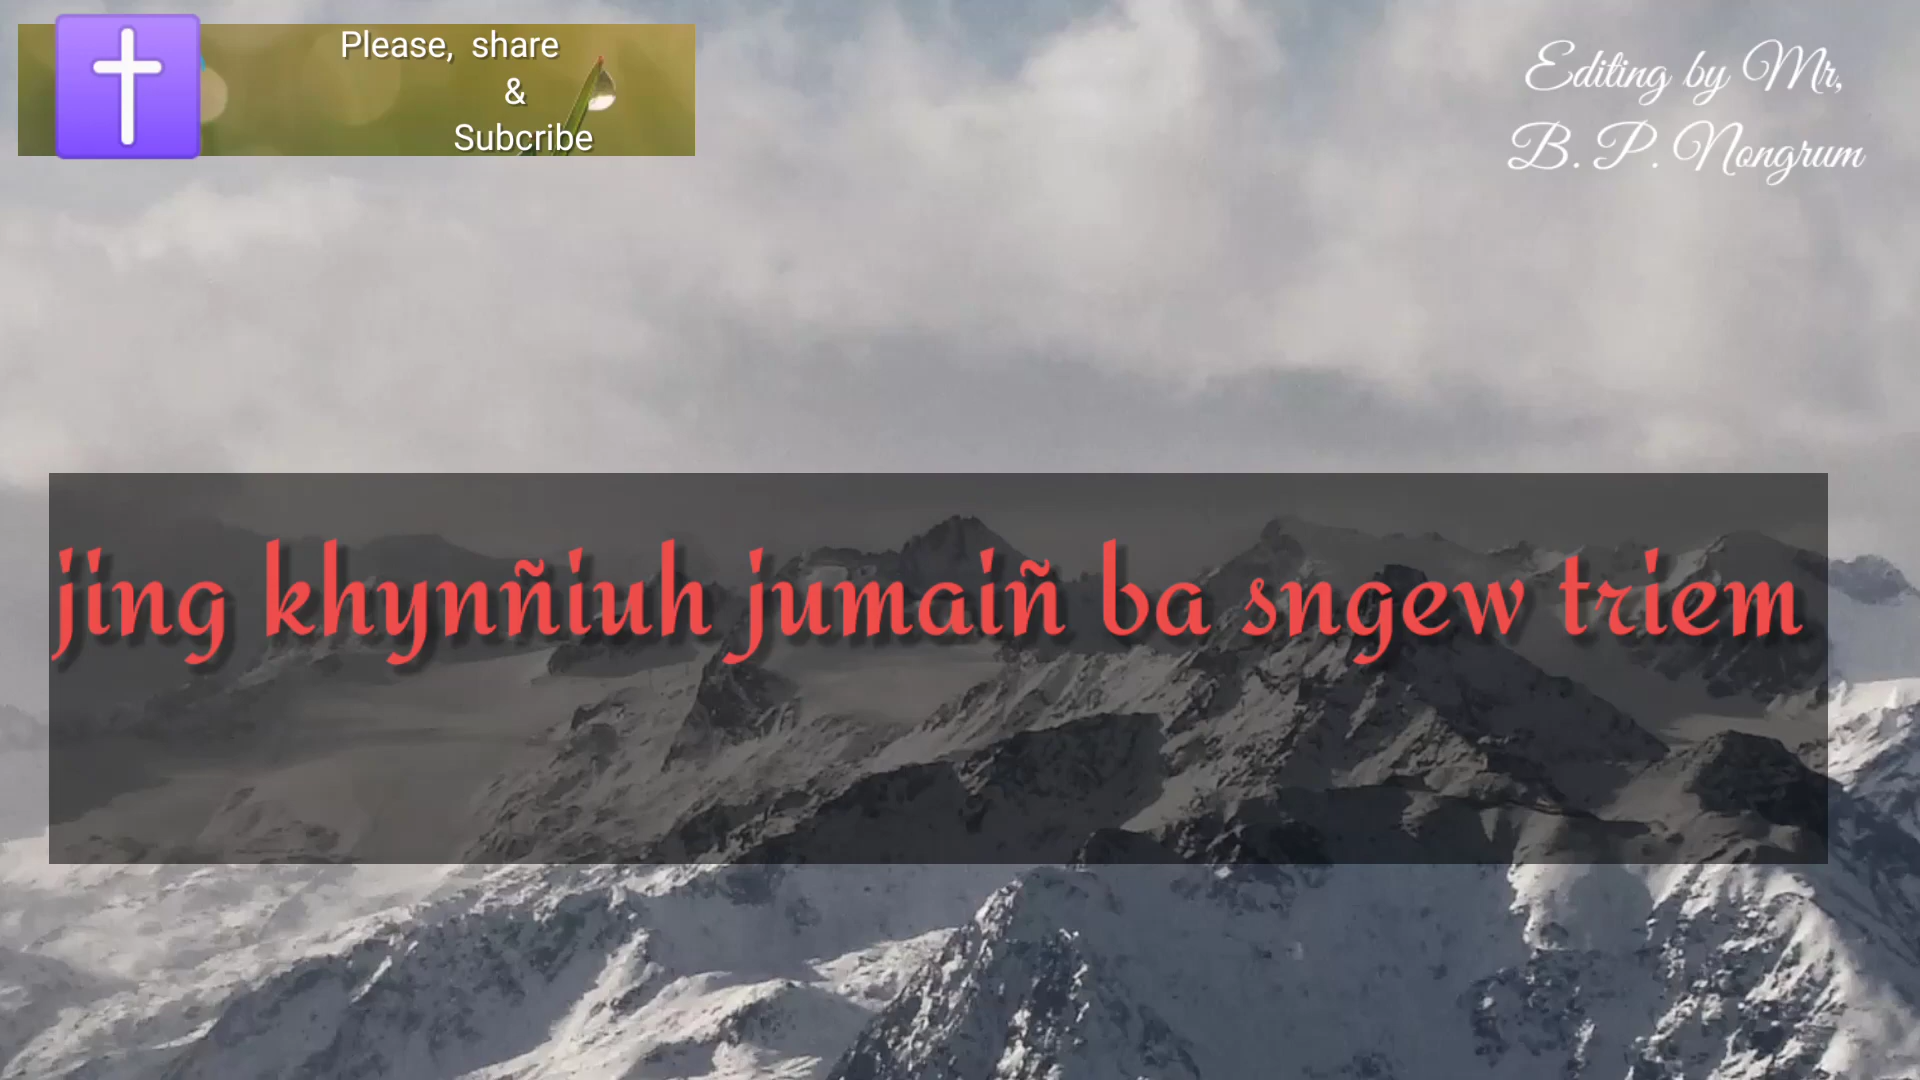 Please, share
&
Subcribe
Editing by Mr,
B. P. Nongrum
jing khynñiuh jumaiñ ba sngew triem